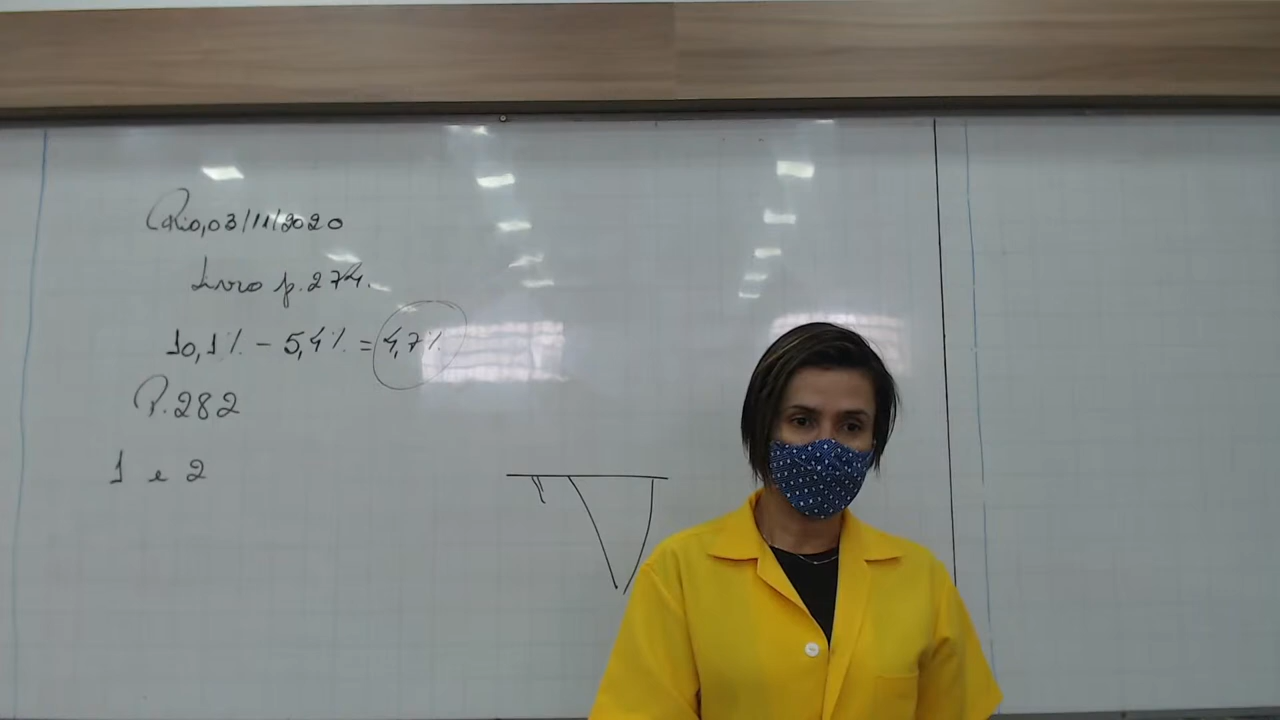 Rio, 03/11/2020
Livro p. 274.
10,1% - 5,4% = 4,7%
P. 282
1 e 2